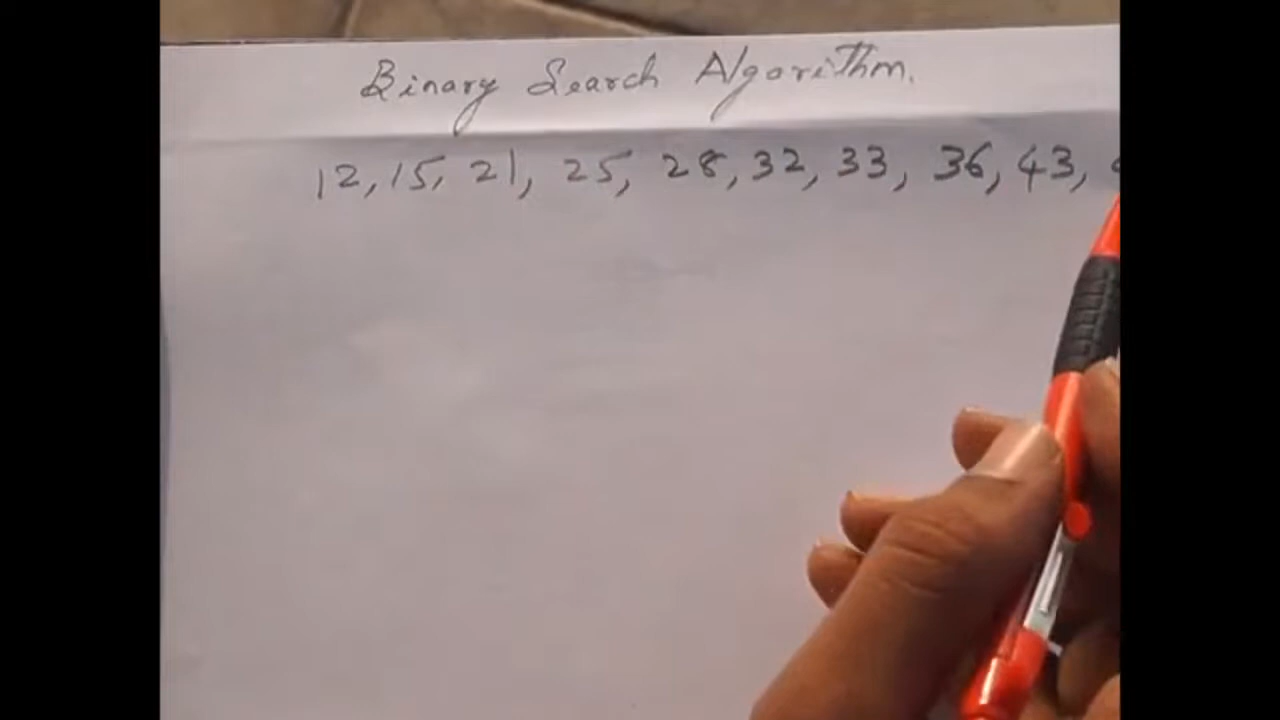 Binary Search Algorithm.
12, 15, 21, 25, 28, 32, 33, 36, 43,